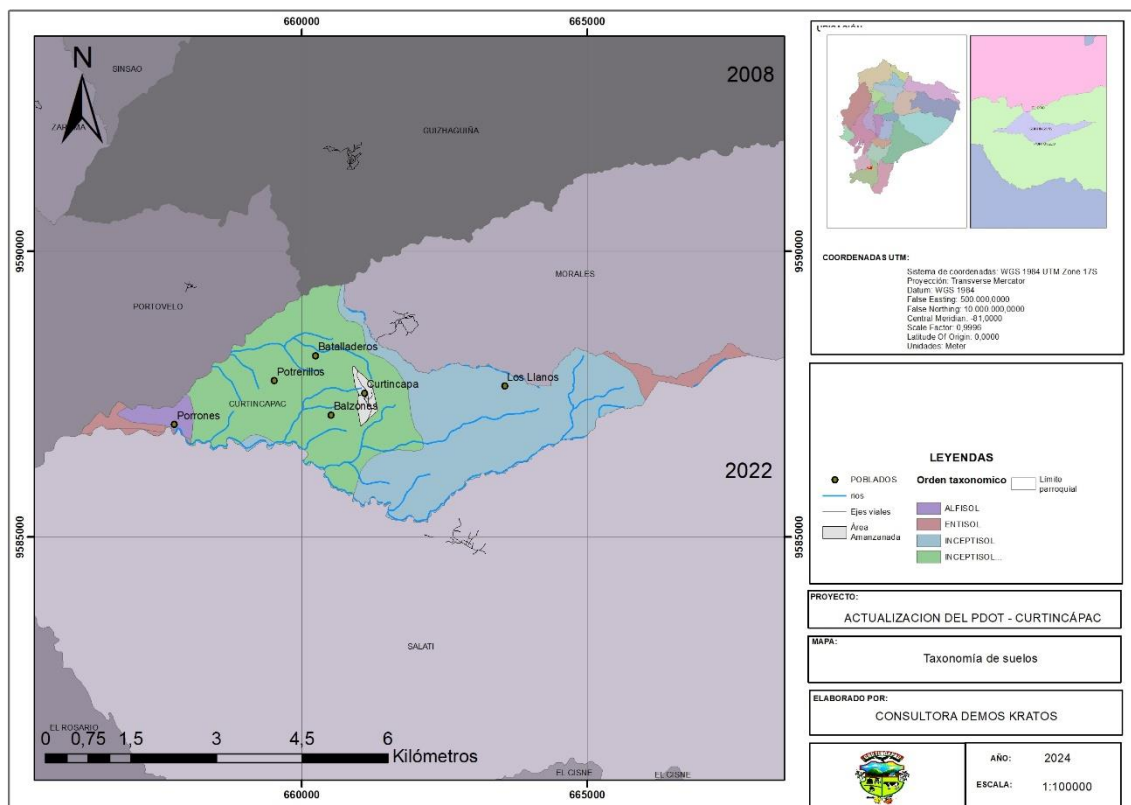 660000
665000
N
2008
SINSAO
GUIZHAGUIÑA
9590000
9590000
MORALES
PORTOVELO
Batalladeros
Potrerillos
Curtincapa
Los Llanos
CURTINCAPAC
Balzones
Porrones
2022
9585000
9585000
SALATI
EL ROSARIO
0 0,75 1,5 3 4,5 6
Kilómetros
EL CISNE
EL CISNE
660000
665000
UBICACIÓN:
COORDENADAS UTM:
Sistema de coordenadas: WGS 1984 UTM Zone 17S
Proyección: Transverse Mercator
Datum: WGS 1984
False Easting: 500.000,0000
False Northing: 10.000.000,0000
Central Meridian: -81,0000
Scale Factor: 0,9996
Latitude Of Origin: 0,0000
Unidades: Meter
LEYENDAS
POBLADOS
rios
Ejes viales
Área
Amanzanada
Orden taxonomico
ALFISOL
ENTISOL
INCEPTISOL
INCEPTISOL...
Límite
parroquial
PROYECTO:
ACTUALIZACION DEL PDOT - CURTINCÁPAC
MAPA:
Taxonomía de suelos
ELABORADO POR:
CONSULTORA DEMOS KRATOS
AÑO: 2024
ESCALA: 1:100000